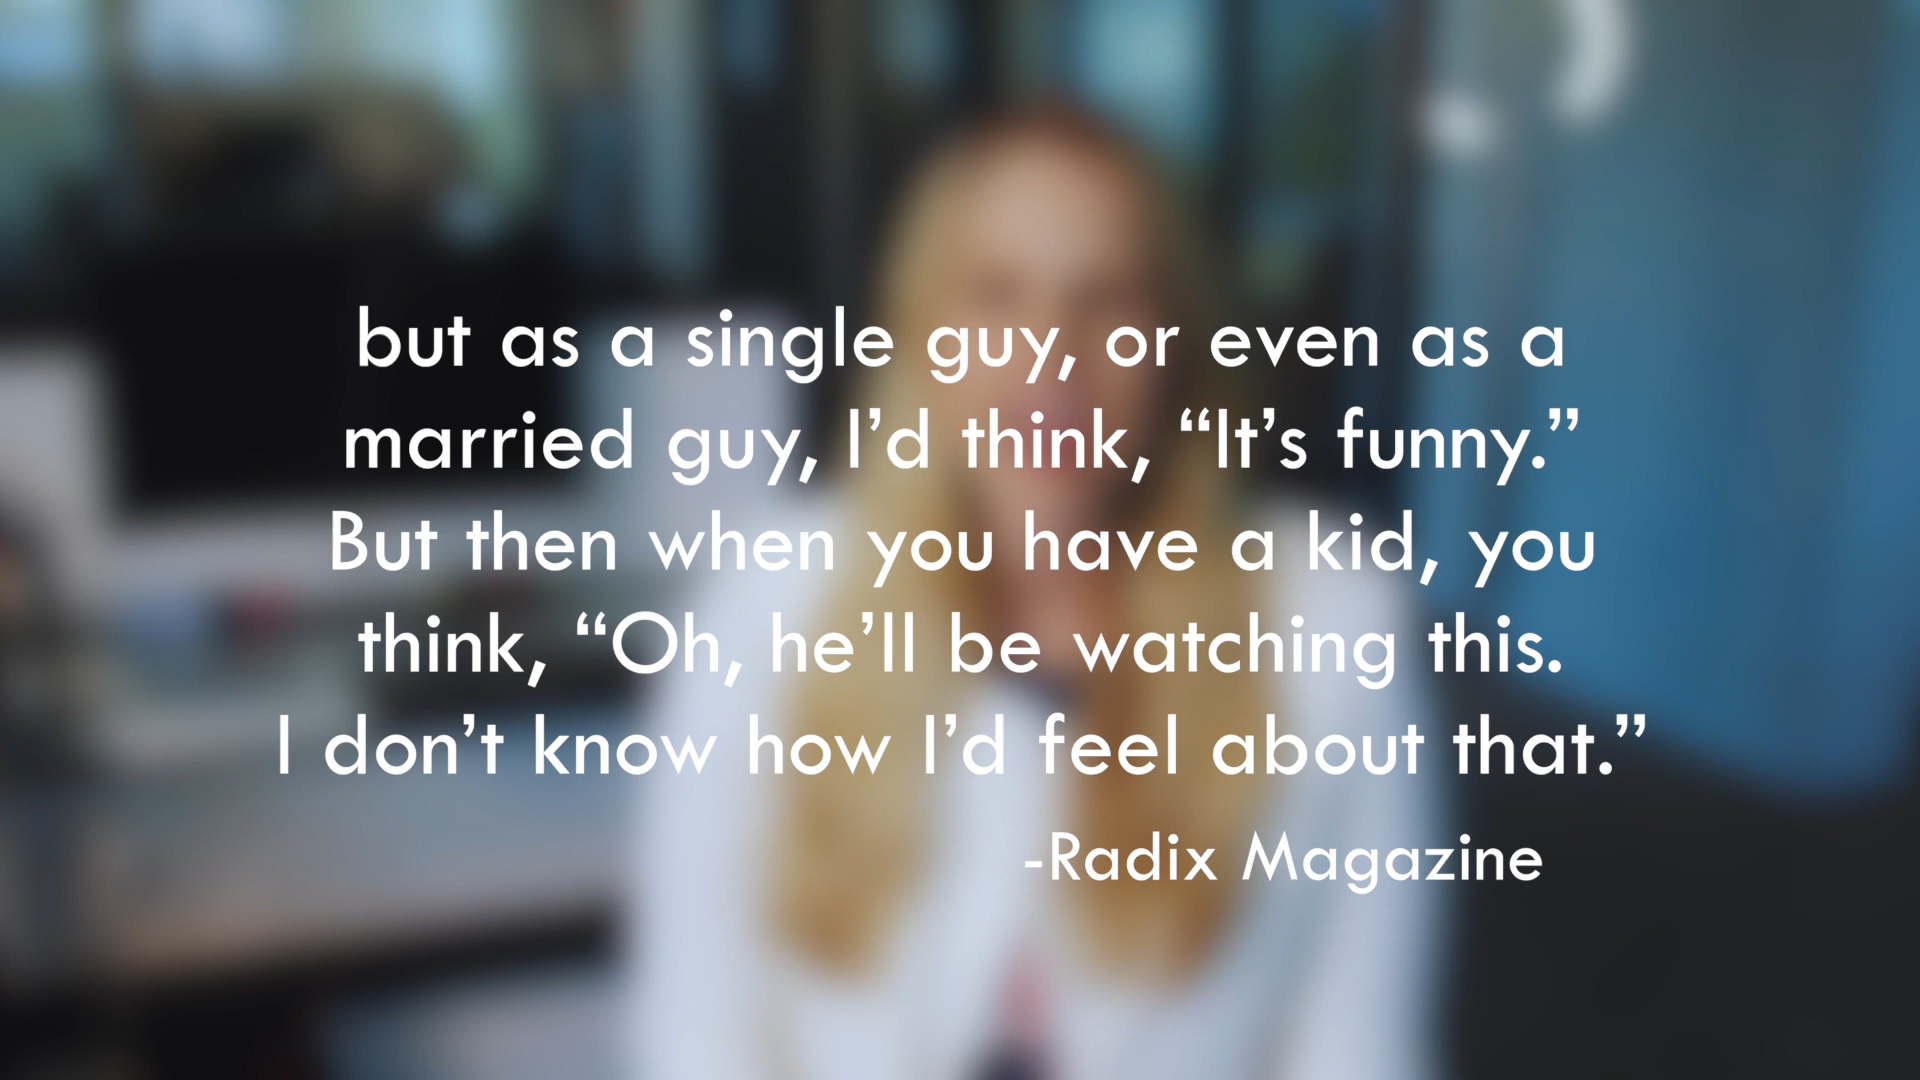 but as a single guy, or even as a
married guy, I’d think, “It’s funny.”
But then when you have a kid, you
think, “Oh, he’ll be watching this.
I don’t know how I’d feel about that.”
-Radix Magazine